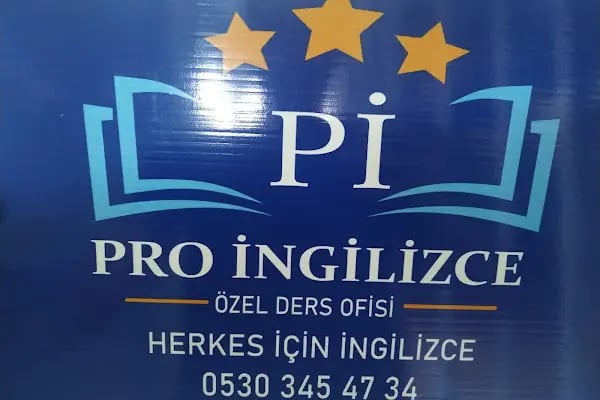 Pİ
PRO İNGİLİZCE
ÖZEL DERS OFİSİ
HERKES İÇİN İNGİLİZCE
0530 345 47 34